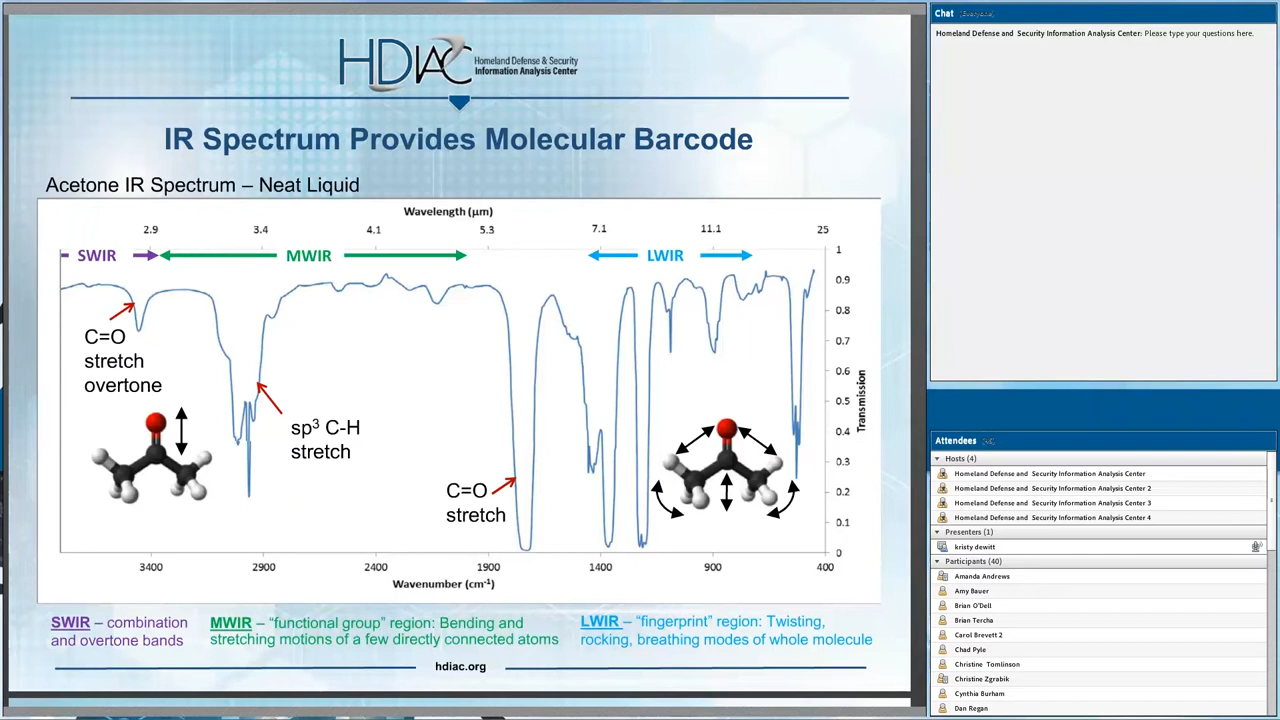 HDIAC
Homeland Defense & Security
Information Analysis Center
IR Spectrum Provides Molecular Barcode
Acetone IR Spectrum – Neat Liquid
Wavelength (µm)
2.9 3.4 4.1 5.3 7.1 11.1 25
SWIR MWIR LWIR
1
0.9
0.8
0.7
0.6
0.5
0.4
0.3
0.2
0.1
0
Transmission
C=O
stretch
overtone
sp³ C-H
stretch
C=O
stretch
3400 2900 2400 1900 1400 900 400
Wavenumber (cm⁻¹)
SWIR – combination
and overtone bands
MWIR – “functional group” region: Bending and
stretching motions of a few directly connected atoms
LWIR – “fingerprint” region: Twisting,
rocking, breathing modes of whole molecule
hdiac.org
Chat (Everyone)
Homeland Defense and Security Information Analysis Center: Please type your questions here.
Attendees
Hosts (4)
Homeland Defense and Security Information Analysis Center
Homeland Defense and Security Information Analysis Center 2
Homeland Defense and Security Information Analysis Center 3
Homeland Defense and Security Information Analysis Center 4
Presenters (1)
kristy dewitt
Participants (40)
Amanda Andrews
Amy Bauer
Brian O'Dell
Brian Tercha
Carol Brevett 2
Chad Pyle
Christine Tomlinson
Christine Zgrabik
Cynthia Burham
Dan Regan